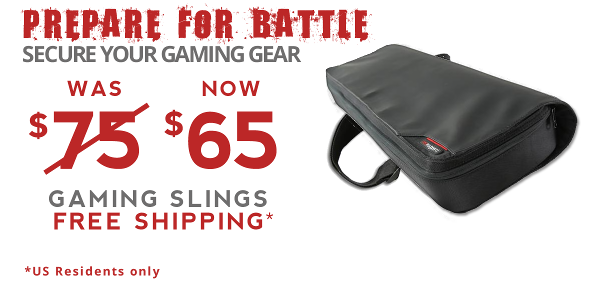 PREPARE FOR BATTLE
SECURE YOUR GAMING GEAR
WAS NOW
$75 $65
GAMING SLINGS
FREE SHIPPING*
*US Residents only